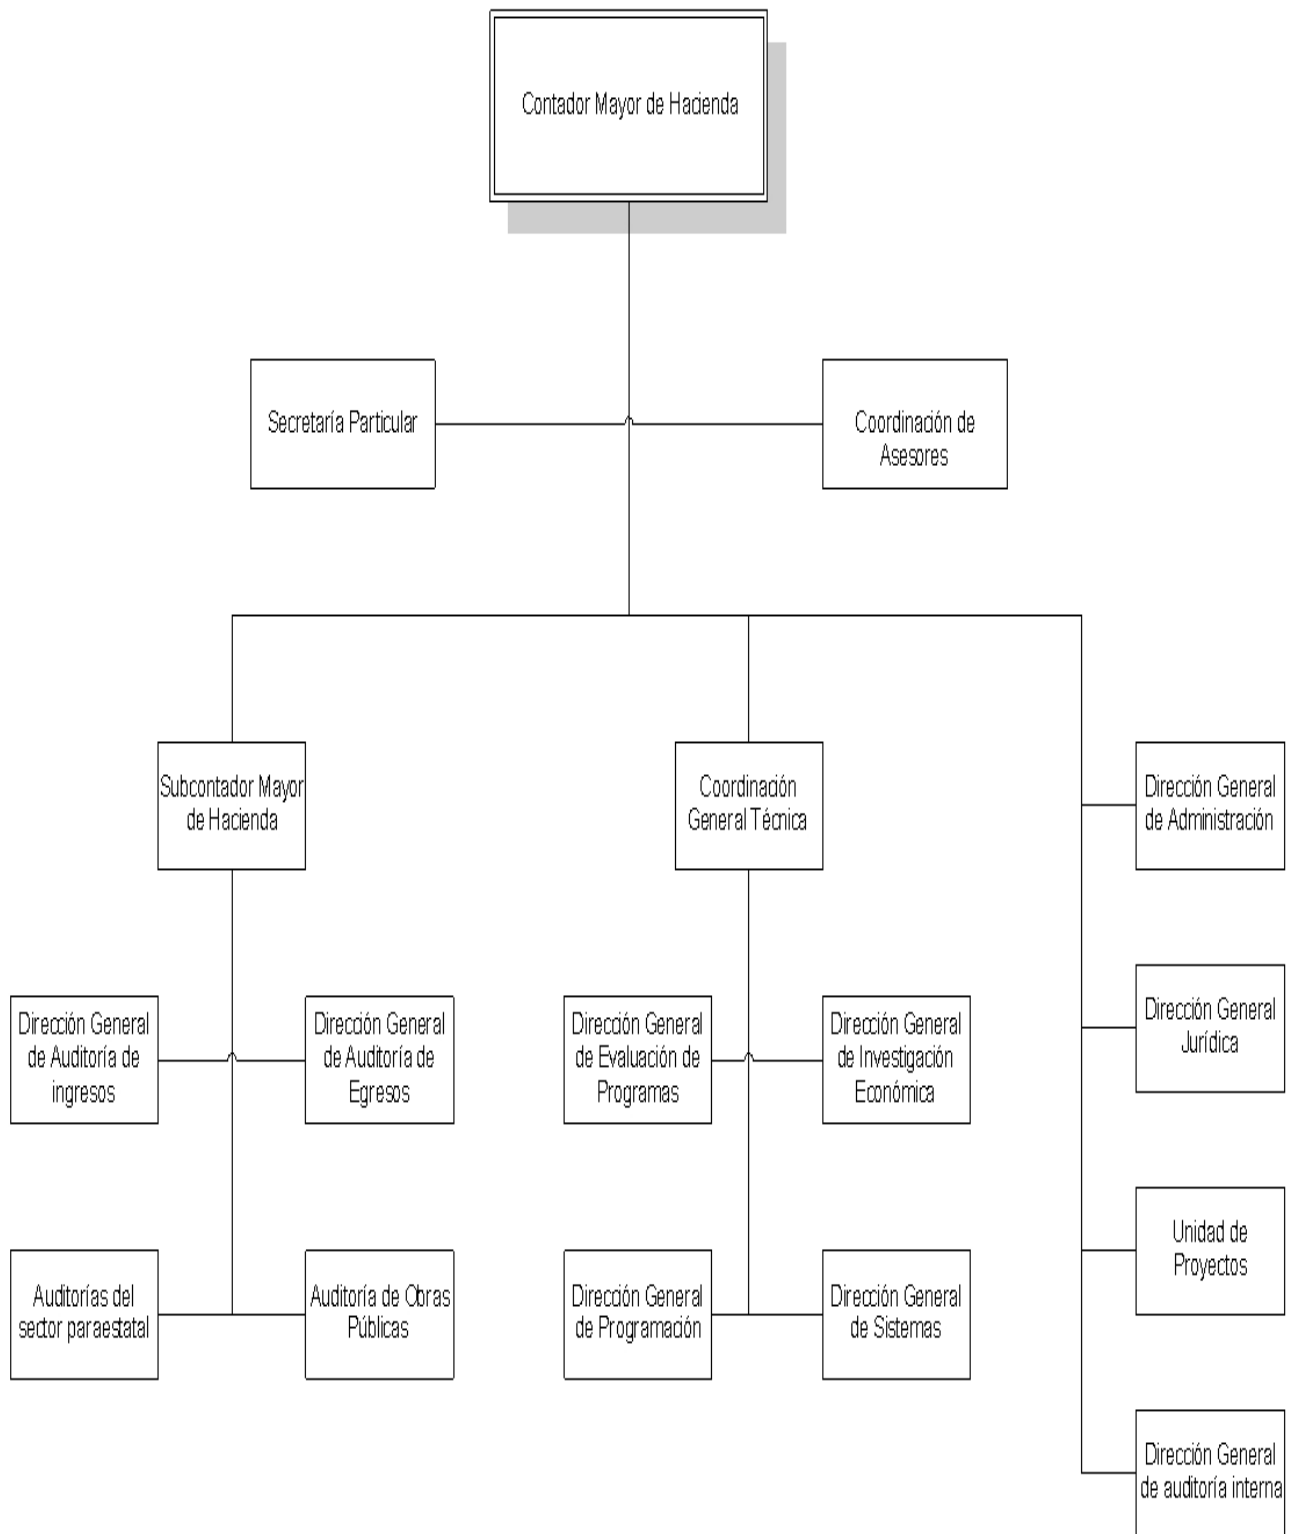 Contador Mayor de Hacienda
Secretaría Particular
Coordinación de
Asesores
Subcontador Mayor
de Hacienda
Coordinación
General Técnica
Dirección General
de Administración
Dirección General
de Auditoría de
ingresos
Dirección General
de Auditoría de
Egresos
Dirección General
de Evaluación de
Programas
Dirección General
de Investigación
Económica
Dirección General
Jurídica
Auditorías del
sector paraestatal
Auditoría de Obras
Públicas
Dirección General
de Programación
Dirección General
de Sistemas
Unidad de
Proyectos
Dirección General
de auditoría interna